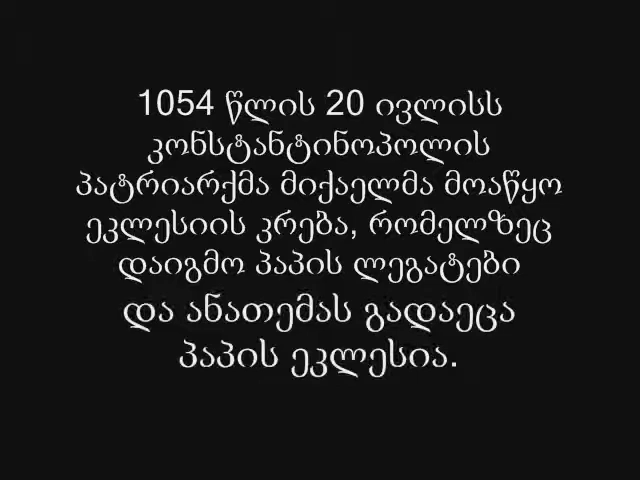 1054 წლის 20 ივლისს
კონსტანტინოპოლის
პატრიარქმა მიქაელმა მოაწყო
ეკლესიის კრება, რომელზეც
დაიგმო პაპის ლეგატები
და ანათემას გადაეცა
პაპის ეკლესია.